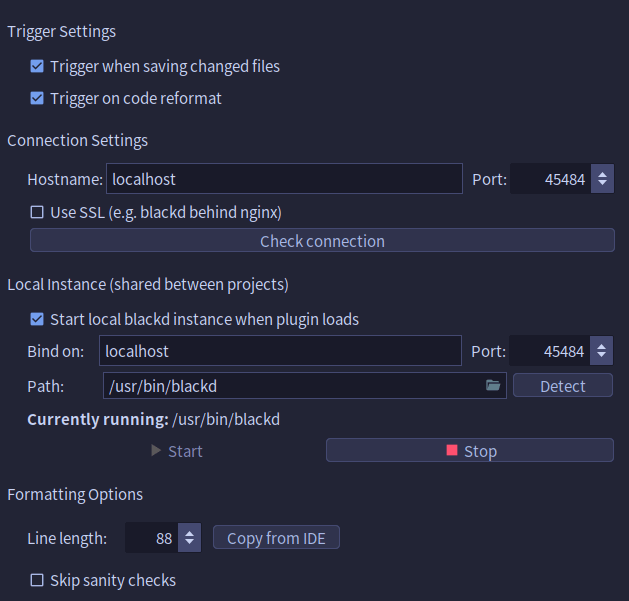 Trigger Settings
Trigger when saving changed files
Trigger on code reformat
Connection Settings
Hostname: localhost Port: 45484
Use SSL (e.g. blackd behind nginx)
Check connection
Local Instance (shared between projects)
Start local blackd instance when plugin loads
Bind on: localhost Port: 45484
Path: /usr/bin/blackd Detect
Currently running: /usr/bin/blackd
Start Stop
Formatting Options
Line length: 88 Copy from IDE
Skip sanity checks